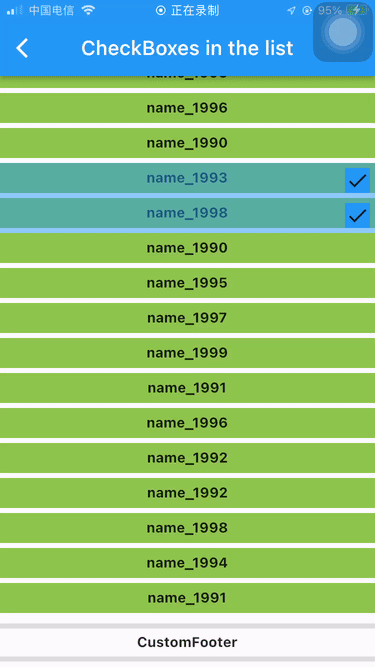 中国电信
正在录制
95%
CheckBoxes in the list
name_1996
name_1990
name_1993
name_1998
name_1990
name_1995
name_1997
name_1999
name_1991
name_1996
name_1992
name_1992
name_1998
name_1994
name_1991
CustomFooter